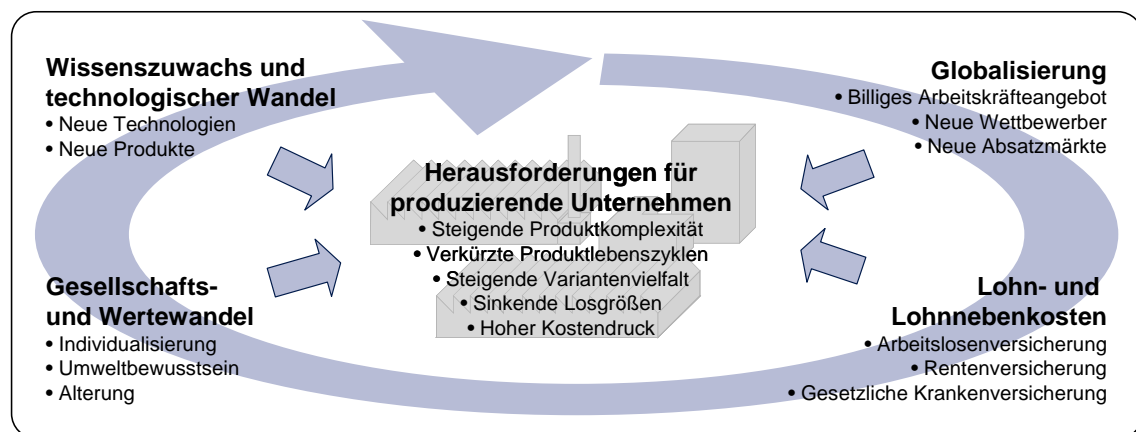 Wissenszuwachs und
technologischer Wandel
• Neue Technologien
• Neue Produkte
Globalisierung
• Billiges Arbeitskräfteangebot
• Neue Wettbewerber
• Neue Absatzmärkte
Herausforderungen für
produzierende Unternehmen
• Steigende Produktkomplexität
• Verkürzte Produktlebenszyklen
• Steigende Variantenvielfalt
• Sinkende Losgrößen
• Hoher Kostendruck
Gesellschafts-
und Wertewandel
• Individualisierung
• Umweltbewusstsein
• Alterung
Lohn- und
Lohnnebenkosten
• Arbeitslosenversicherung
• Rentenversicherung
• Gesetzliche Krankenversicherung